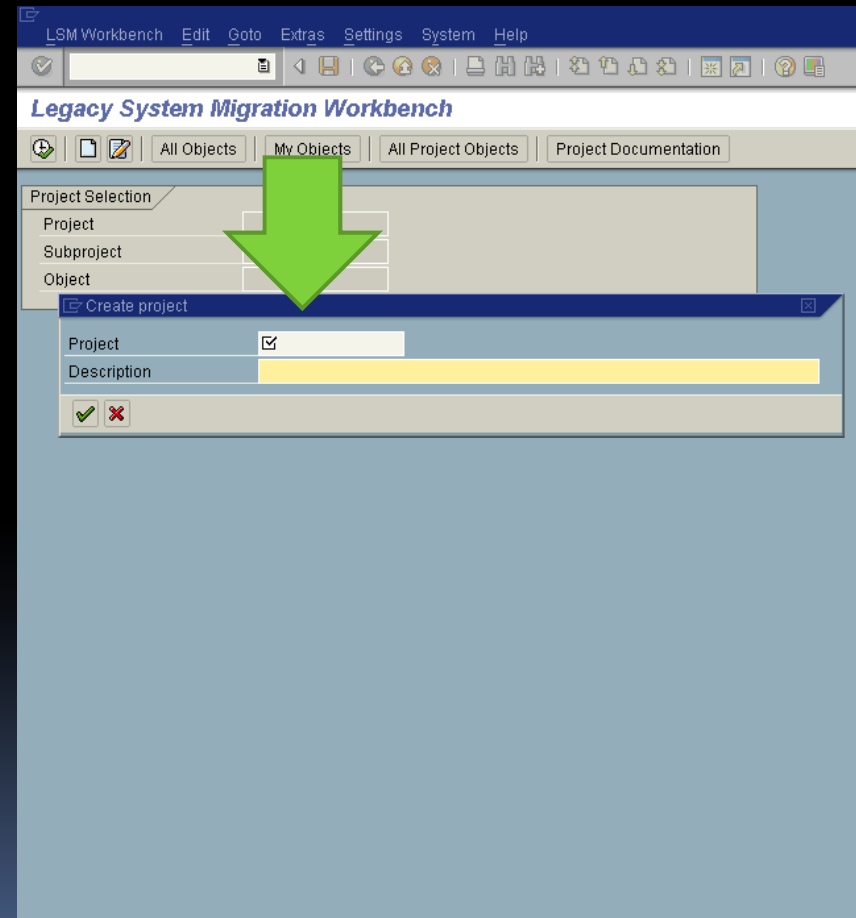 LSM Workbench Edit Goto Extras Settings System Help
Legacy System Migration Workbench
All Objects My Objects All Project Objects Project Documentation
Project Selection
Project
Subproject
Object
Create project
Project
Description